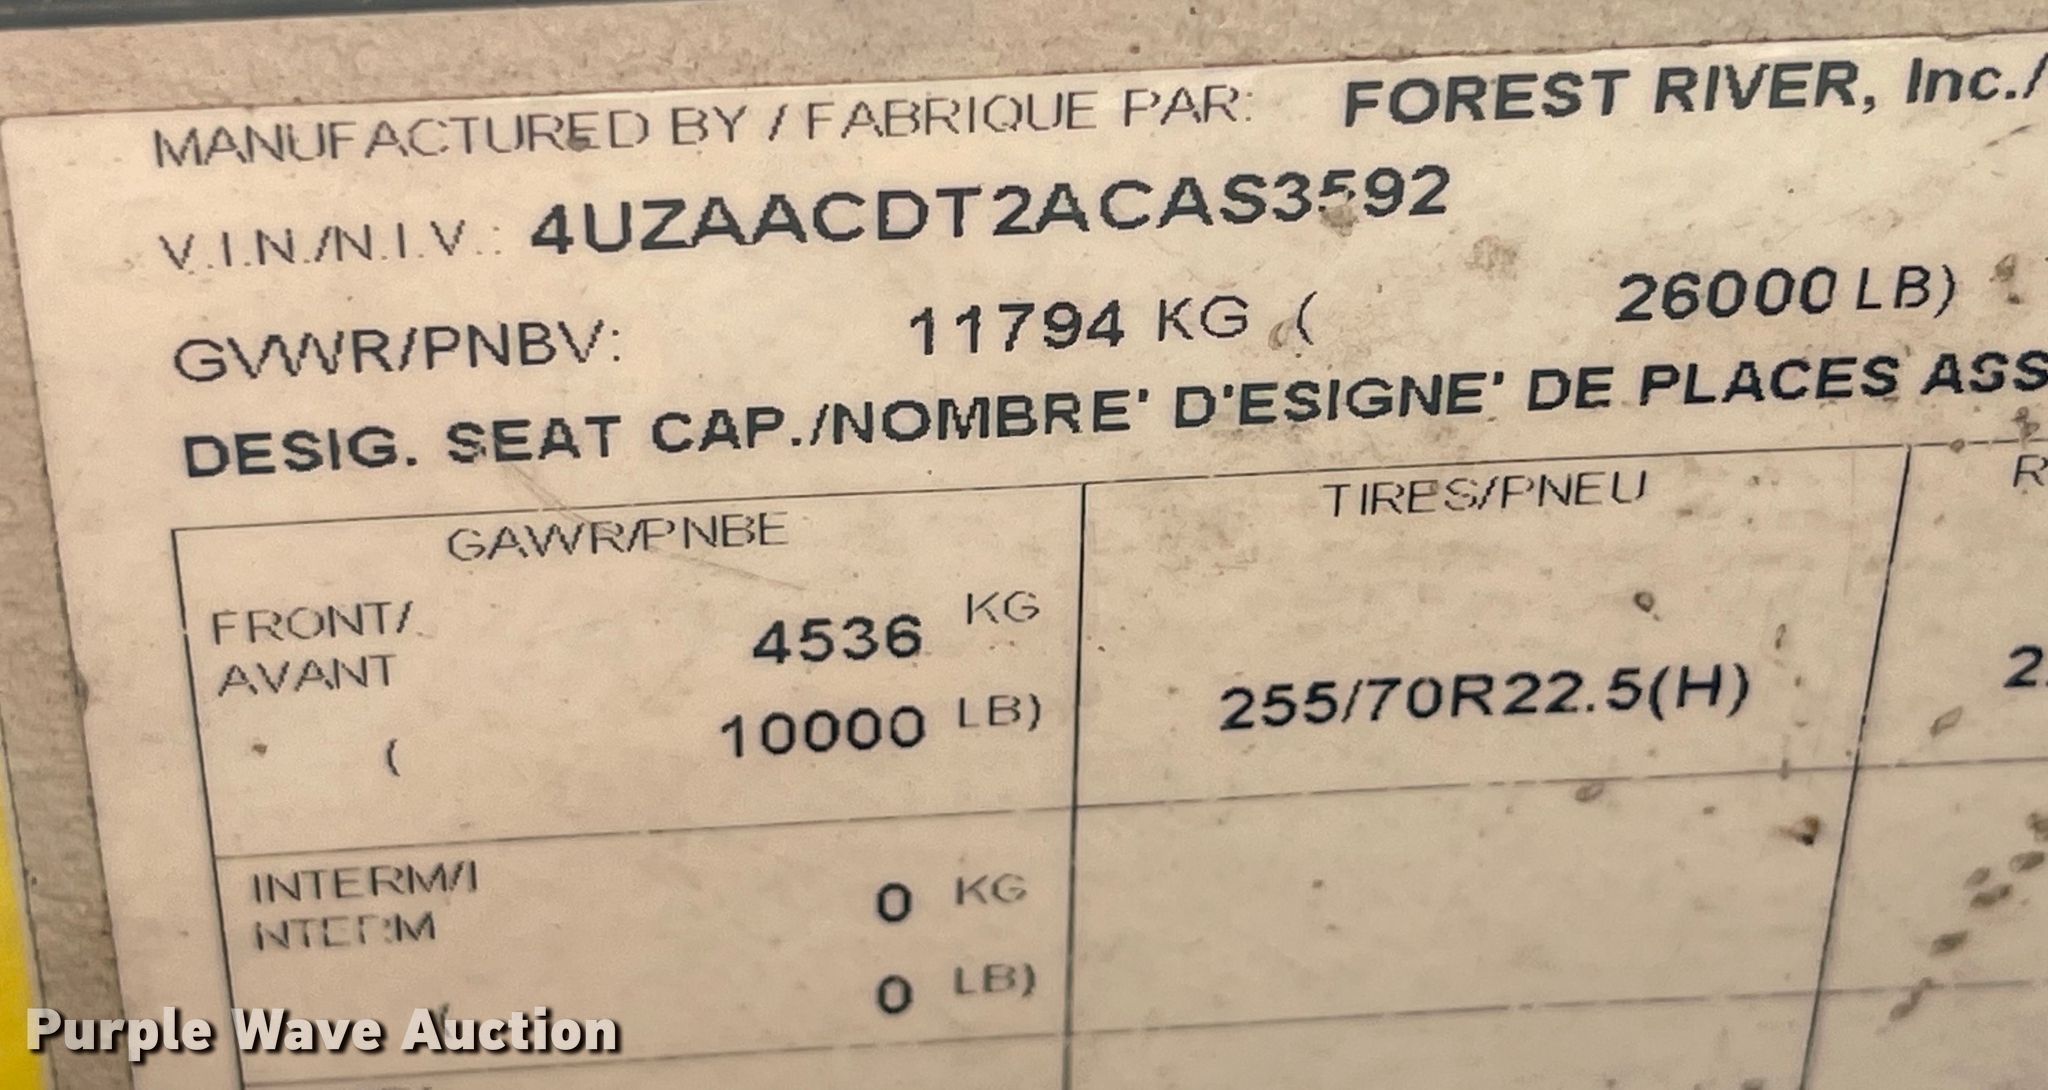 MANUFACTURED BY / FABRIQUE PAR: FOREST RIVER, Inc./
V.I.N./N.I.V.: 4UZAACDT2ACAS3592
GVWR/PNBV: 11794 KG ( 26000 LB)
DESIG. SEAT CAP./NOMBRE' D'ESIGNE' DE PLACES ASS
GAWR/PNBE TIRES/PNEU R
FRONT/ 4536 KG
AVANT 255/70R22.5(H) 2
( 10000 LB)
INTERM/I 0 KG
NTERM
( 0 LB)
Purple Wave Auction